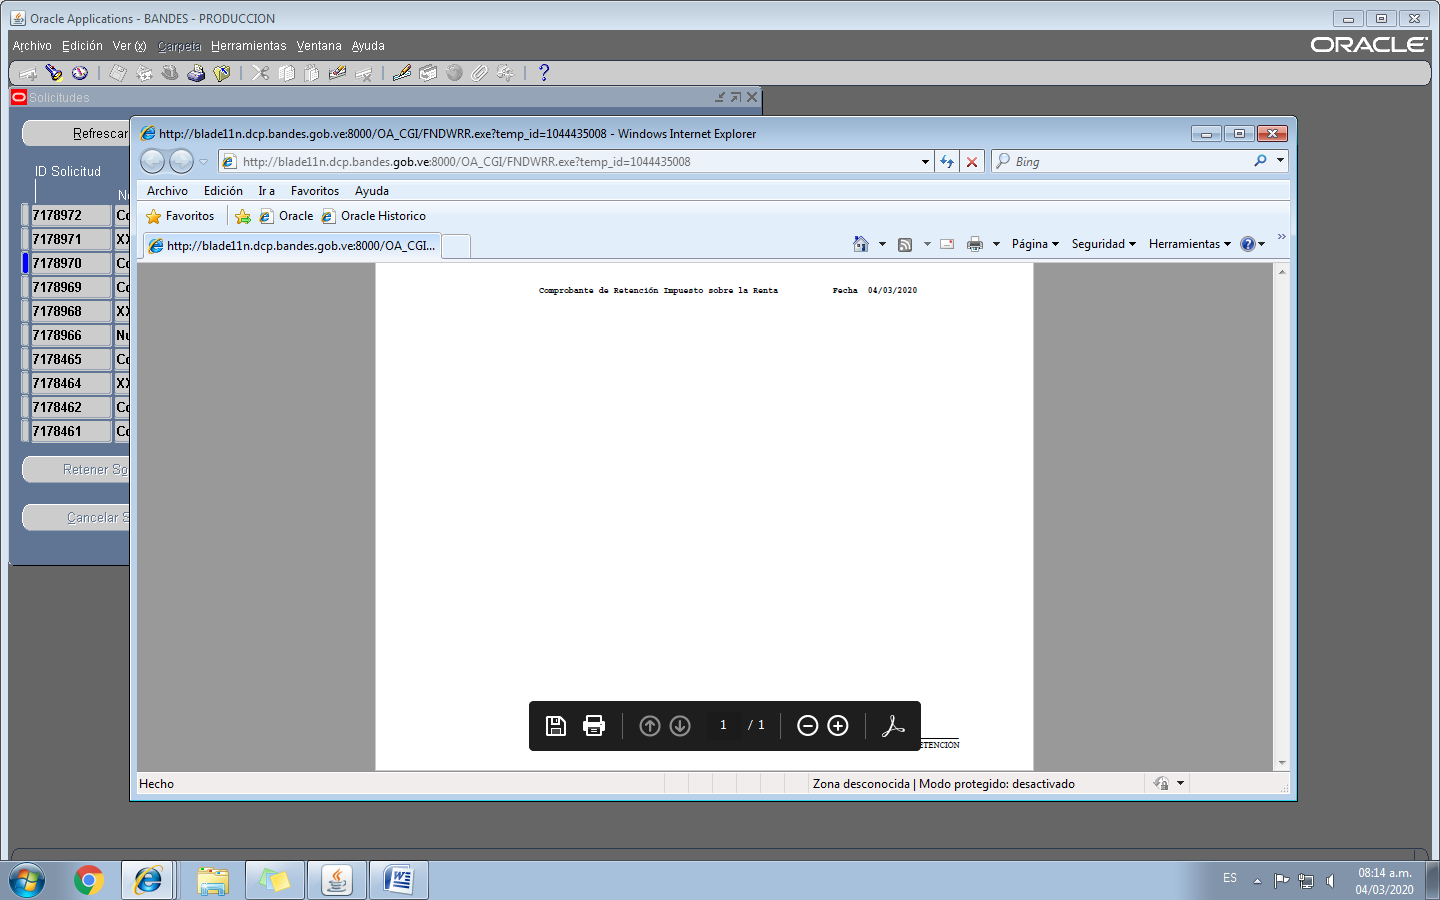 Oracle Applications - BANDES - PRODUCCION
Archivo Edición Ver (x) Carpeta Herramientas Ventana Ayuda
ORACLE
Solicitudes
Refrescar
ID Solicitud
7178972
7178971
7178970
7178969
7178968
7178966
7178465
7178464
7178462
7178461
Retener
Cancelar
http://blade11n.dcp.bandes.gob.ve:8000/OA_CGI/FNDWRR.exe?temp_id=1044435008 - Windows Internet Explorer
http://blade11n.dcp.bandes.gob.ve:8000/OA_CGI/FNDWRR.exe?temp_id=1044435008
Bing
Archivo Edición Ir a Favoritos Ayuda
Favoritos Oracle Oracle Historico
http://blade11n.dcp.bandes.gob.ve:8000/OA_CGI...
Página Seguridad Herramientas
Comprobante de Retención Impuesto sobre la Renta Fecha 04/03/2020
1 / 1
Hecho
Zona desconocida | Modo protegido: desactivado
ES
08:14 a.m.
04/03/2020